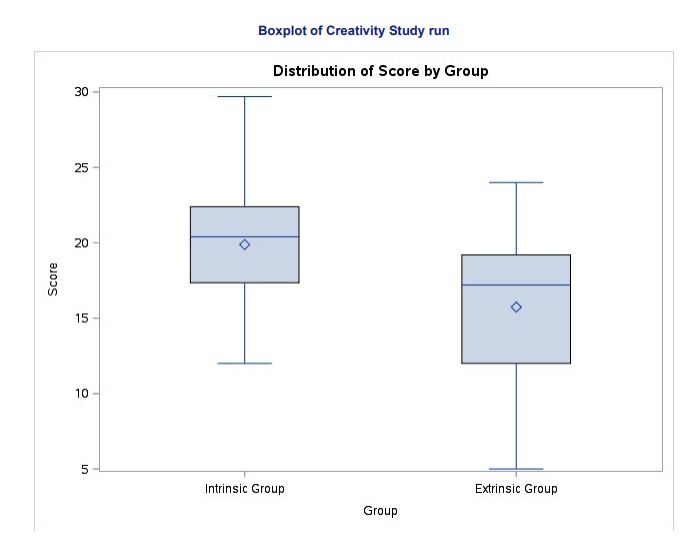 Boxplot of Creativity Study run
Distribution of Score by Group
30
25
20
15
10
5
Score
Intrinsic Group
Extrinsic Group
Group